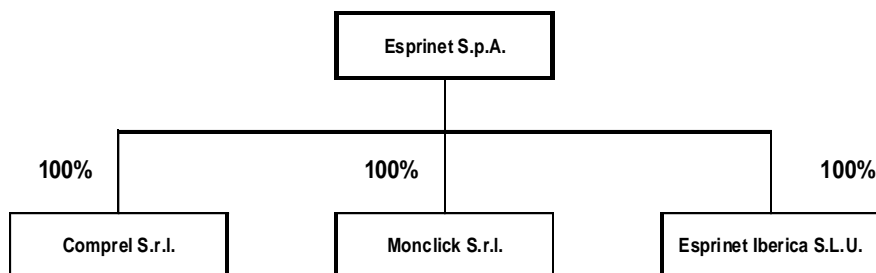 Esprinet S.p.A.
100% 100% 100%
Comprel S.r.l. Monclick S.r.l. Esprinet Iberica S.L.U.